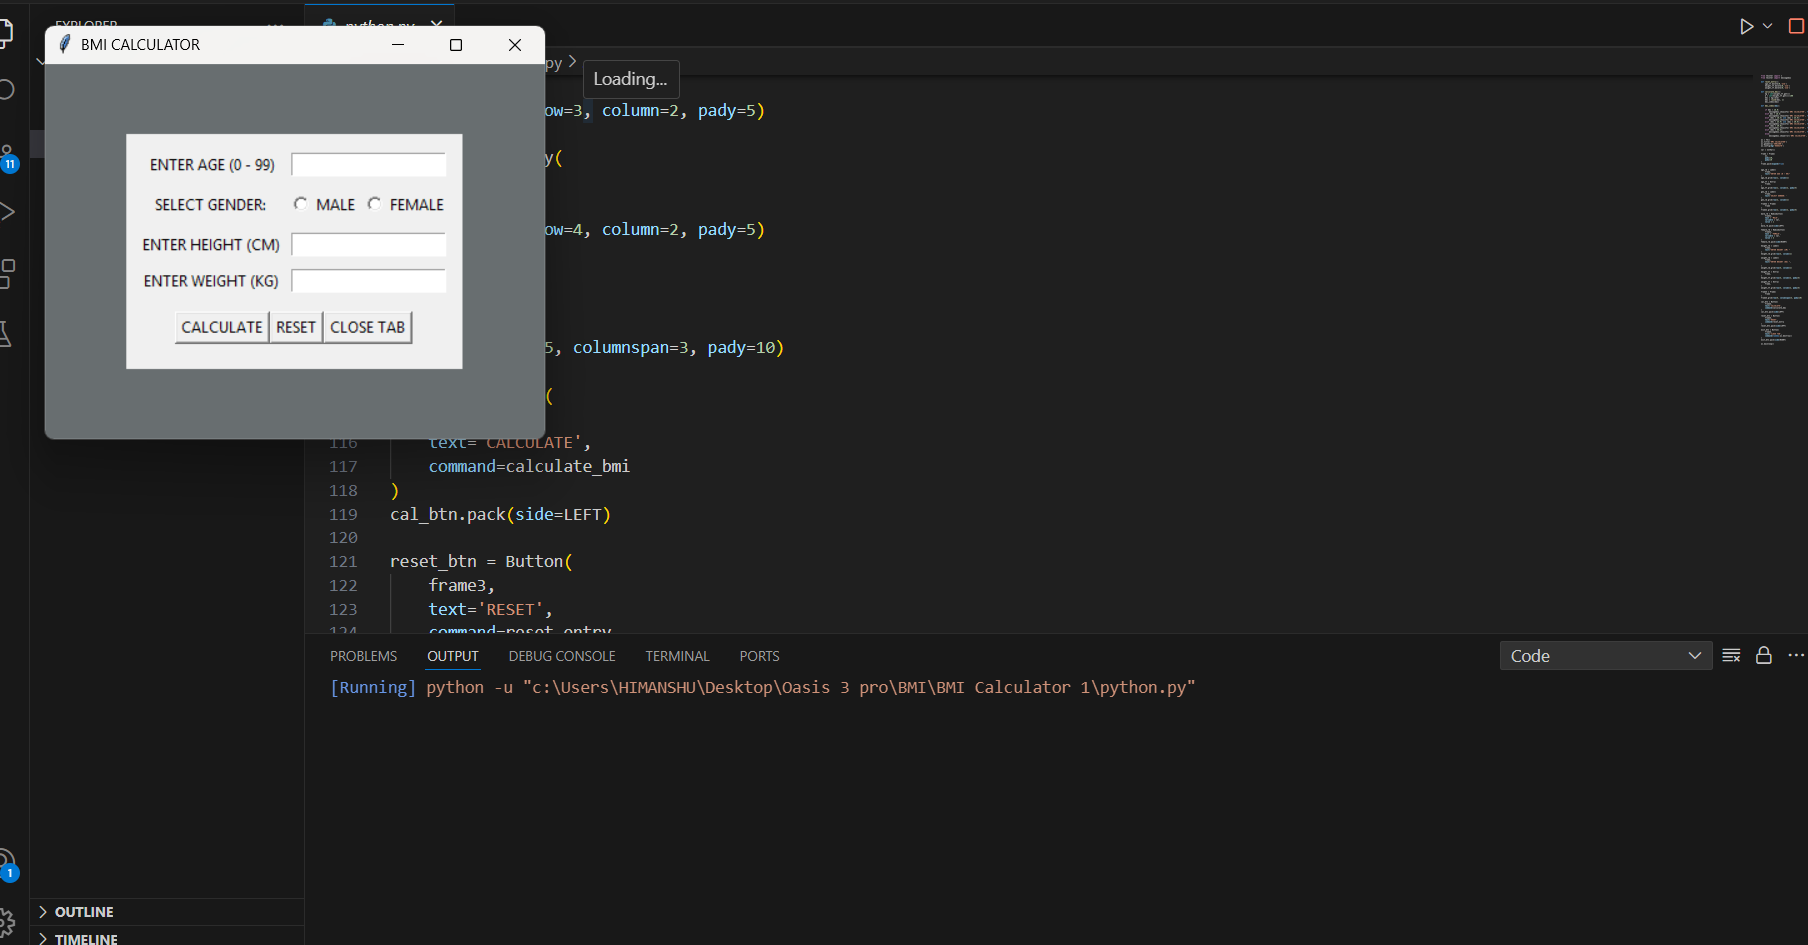 EXPLORER
python.py
BMI CALCULATOR
py
Loading...
ow=3, column=2, pady=5)
ENTER AGE (0 - 99)
y(
SELECT GENDER:
MALE
FEMALE
ow=4, column=2, pady=5)
ENTER HEIGHT (CM)
ENTER WEIGHT (KG)
CALCULATE
RESET
CLOSE TAB
5, columnspan=3, pady=10)
(
116 text='CALCULATE',
117 command=calculate_bmi
118 )
119 cal_btn.pack(side=LEFT)
120
121 reset_btn = Button(
122 frame3,
123 text='RESET',
124 command=reset_entry
11
PROBLEMS
OUTPUT
DEBUG CONSOLE
TERMINAL
PORTS
Code
[Running] python -u "c:\Users\HIMANSHU\Desktop\Oasis 3 pro\BMI\BMI Calculator 1\python.py"
1
OUTLINE
TIMELINE